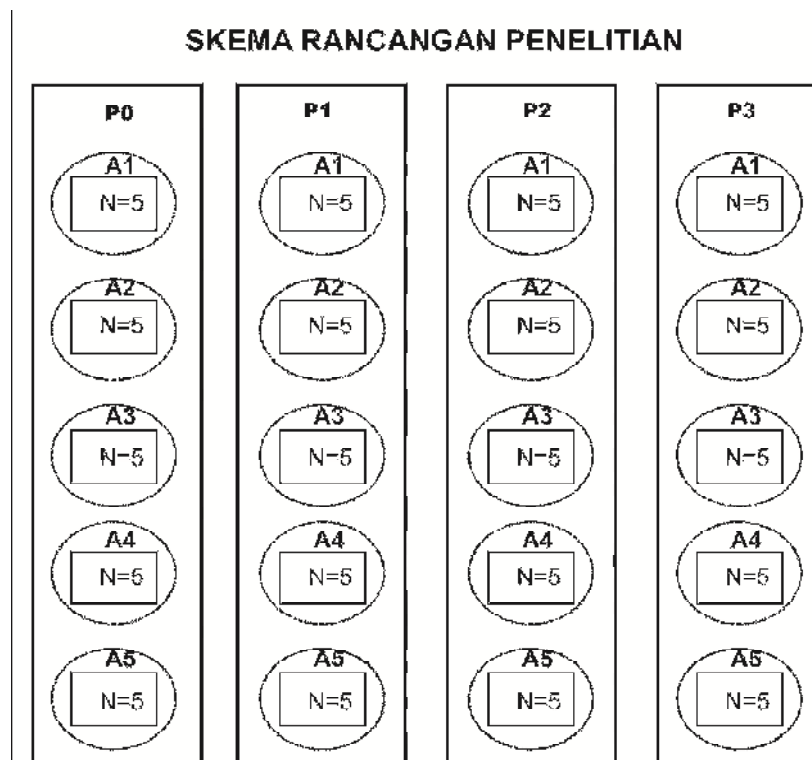 SKEMA RANCANGAN PENELITIAN
P0 P1 P2 P3
A1 A1 A1 A1
N=5 N=5 N=5 N=5
A2 A2 A2 A2
N=5 N=5 N=5 N=5
A3 A3 A3 A3
N=5 N=5 N=5 N=5
A4 A4 A4 A4
N=5 N=5 N=5 N=5
A5 A5 A5 A5
N=5 N=5 N=5 N=5